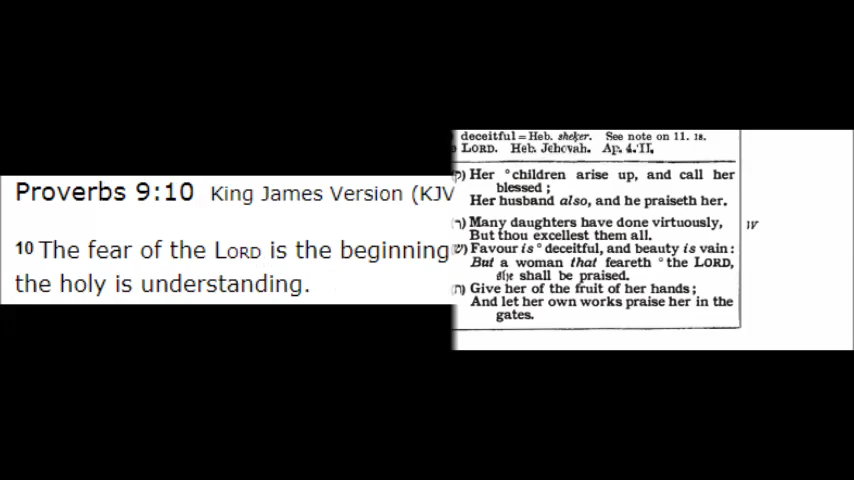 Proverbs 9:10 King James Version (KJV
10 The fear of the LORD is the beginning
the holy is understanding.
deceitful = Heb. sheḳer. See note on 11. 18.
LORD. Heb. Jehovah. Ap. 4. II.
(ק) Her °children arise up, and call her
blessed;
Her husband also, and he praiseth her.
(ר) Many daughters have done virtuously,
But thou excellest them all.
IV
(ש) Favour is °deceitful, and beauty is vain:
But a woman that feareth °the LORD,
she shall be praised.
(ת) Give her of the fruit of her hands;
And let her own works praise her in the
gates.